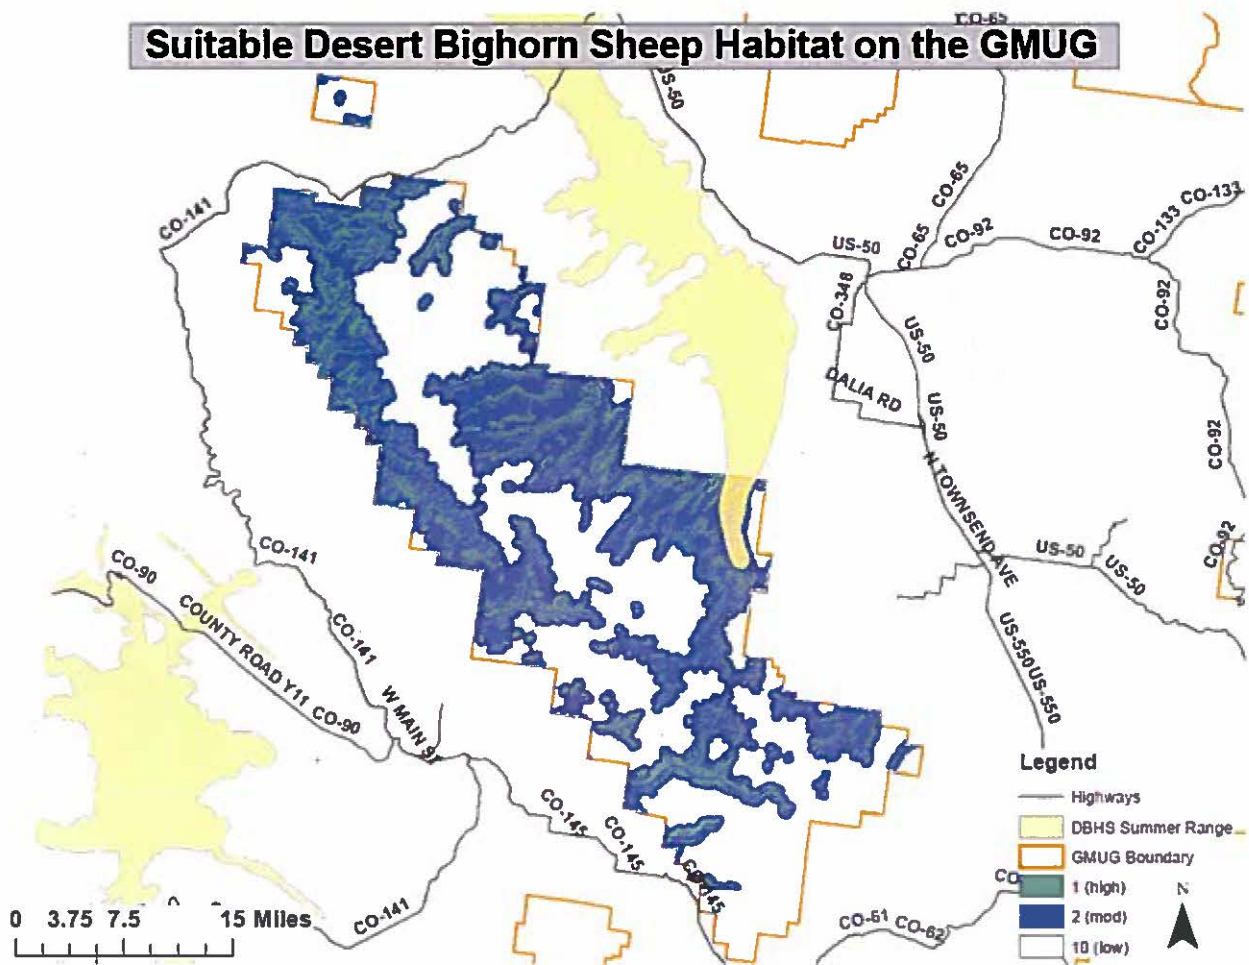 CO-65
Suitable Desert Bighorn Sheep Habitat on the GMUG
US-50
CO-65
CO-133
CO-133
CO-141
CO-65
CO-92
CO-92
US-50
CO-348
CO-92
US-50
DALIA RD
US-50
CO-92
N TOWNSEND AVE
CO-92
US-50
US-50
CO-141
CO-90
COUNTY ROAD Y11
CO-90
CO-141
US-550
US-550
W MAIN S
CO-145
CO-145
CO-145
CO-141
CO-61
CO-62
CO
Legend
Highways
DBHS Summer Range
GMUG Boundary
1 (high)
2 (mod)
10 (low)
N
0 3.75 7.5 15 Miles